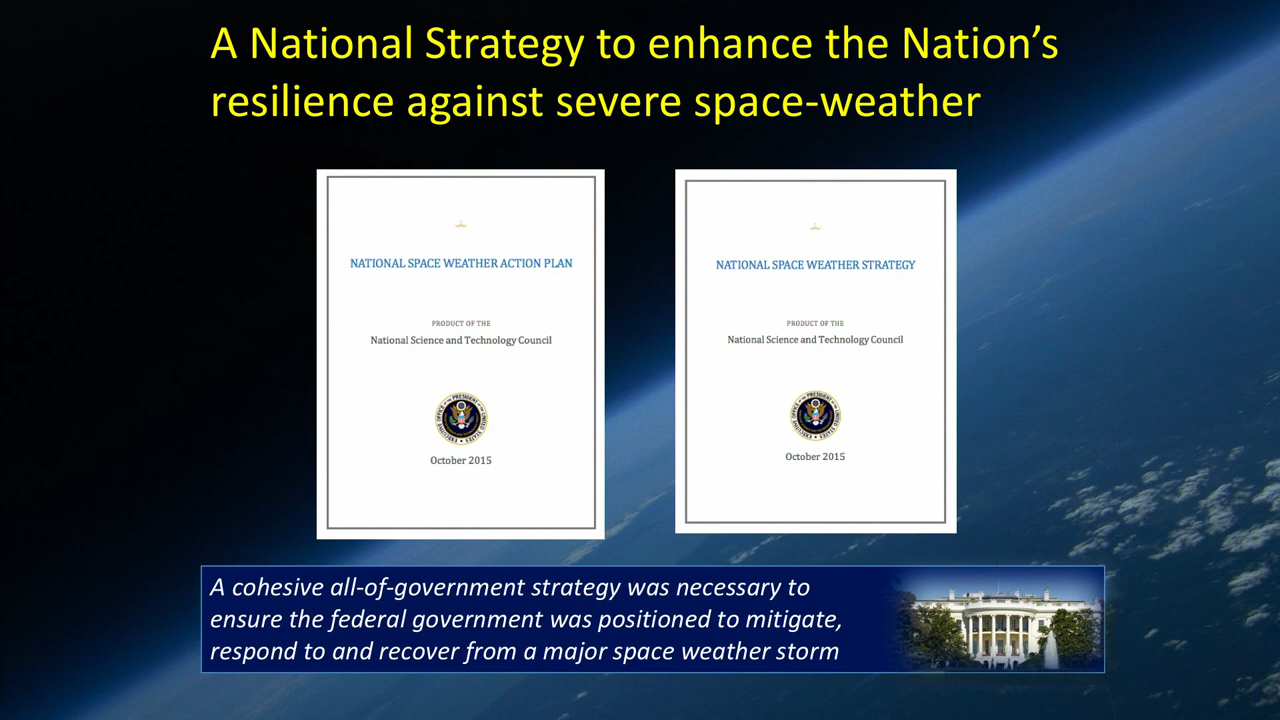 A National Strategy to enhance the Nation’s
resilience against severe space-weather
NATIONAL SPACE WEATHER ACTION PLAN
PRODUCT OF THE
National Science and Technology Council
October 2015
NATIONAL SPACE WEATHER STRATEGY
PRODUCT OF THE
National Science and Technology Council
October 2015
A cohesive all-of-government strategy was necessary to
ensure the federal government was positioned to mitigate,
respond to and recover from a major space weather storm